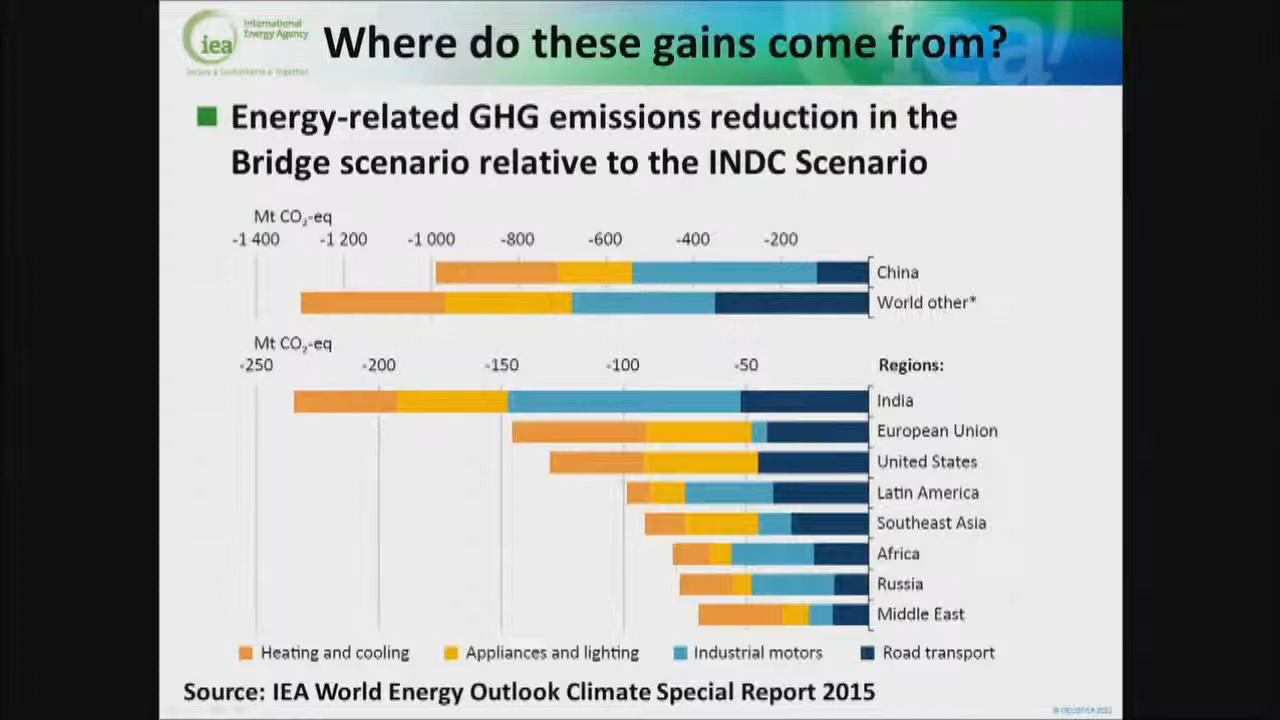 iea
International
Energy Agency
Secure • Sustainable • Together
Where do these gains come from?
iea
Energy-related GHG emissions reduction in the
Bridge scenario relative to the INDC Scenario
Mt CO₂-eq
-1 400 -1 200 -1 000 -800 -600 -400 -200
China
World other*
Mt CO₂-eq
-250 -200 -150 -100 -50 Regions:
India
European Union
United States
Latin America
Southeast Asia
Africa
Russia
Middle East
Heating and cooling Appliances and lighting Industrial motors Road transport
Source: IEA World Energy Outlook Climate Special Report 2015